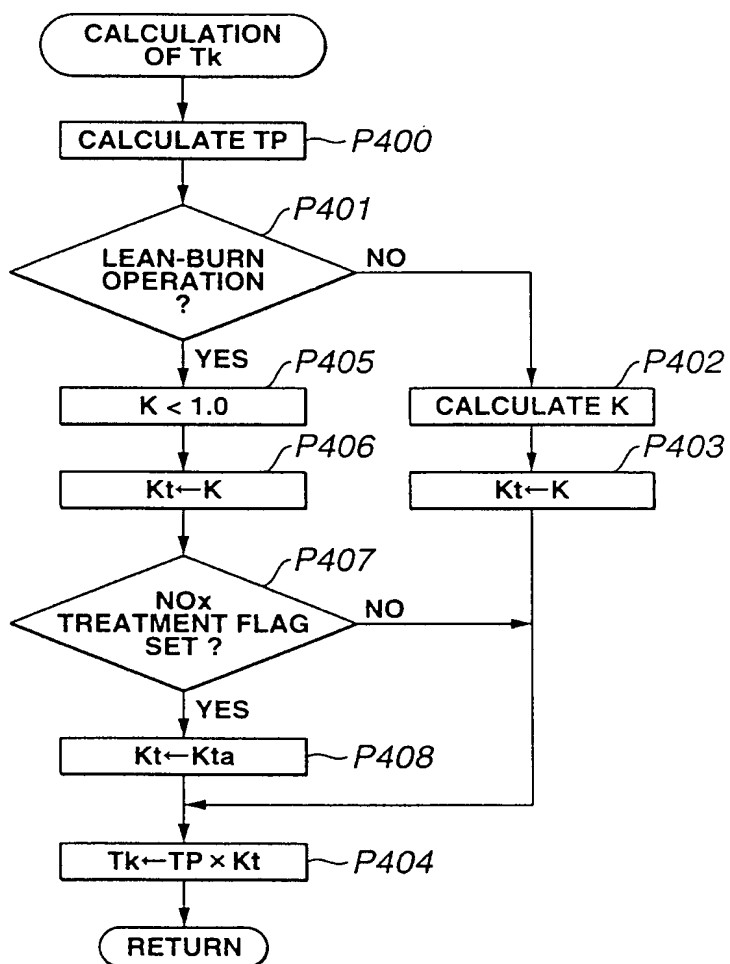 CALCULATION
OF Tk
CALCULATE TP
P400
P401
LEAN-BURN
OPERATION
?
NO
YES
P405
K < 1.0
P402
CALCULATE K
P406
Kt←K
P403
Kt←K
P407
NOx
TREATMENT FLAG
SET ?
NO
YES
Kt←Kta
P408
Tk←TP × Kt
P404
RETURN